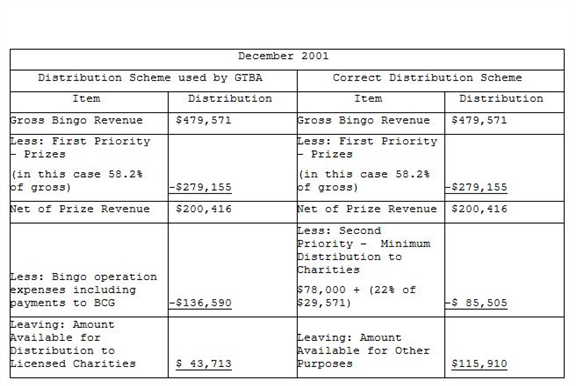 December 2001
Distribution Scheme used by GTBA
Correct Distribution Scheme
Item
Distribution
Item
Distribution
Gross Bingo Revenue
$479,571
Gross Bingo Revenue
$479,571
Less: First Priority
- Prizes
(in this case 58.2%
of gross)
-$279,155
Less: First Priority
- Prizes
(in this case 58.2%
of gross)
-$279,155
Net of Prize Revenue
$200,416
Net of Prize Revenue
$200,416
Less: Bingo operation
expenses including
payments to BCG
-$136,590
Less: Second
Priority - Minimum
Distribution to
Charities
$78,000 + (22% of
$29,571)
-$ 85,505
Leaving: Amount
Available for
Distribution to
Licensed Charities
$ 43,713
Leaving: Amount
Available for Other
Purposes
$115,910